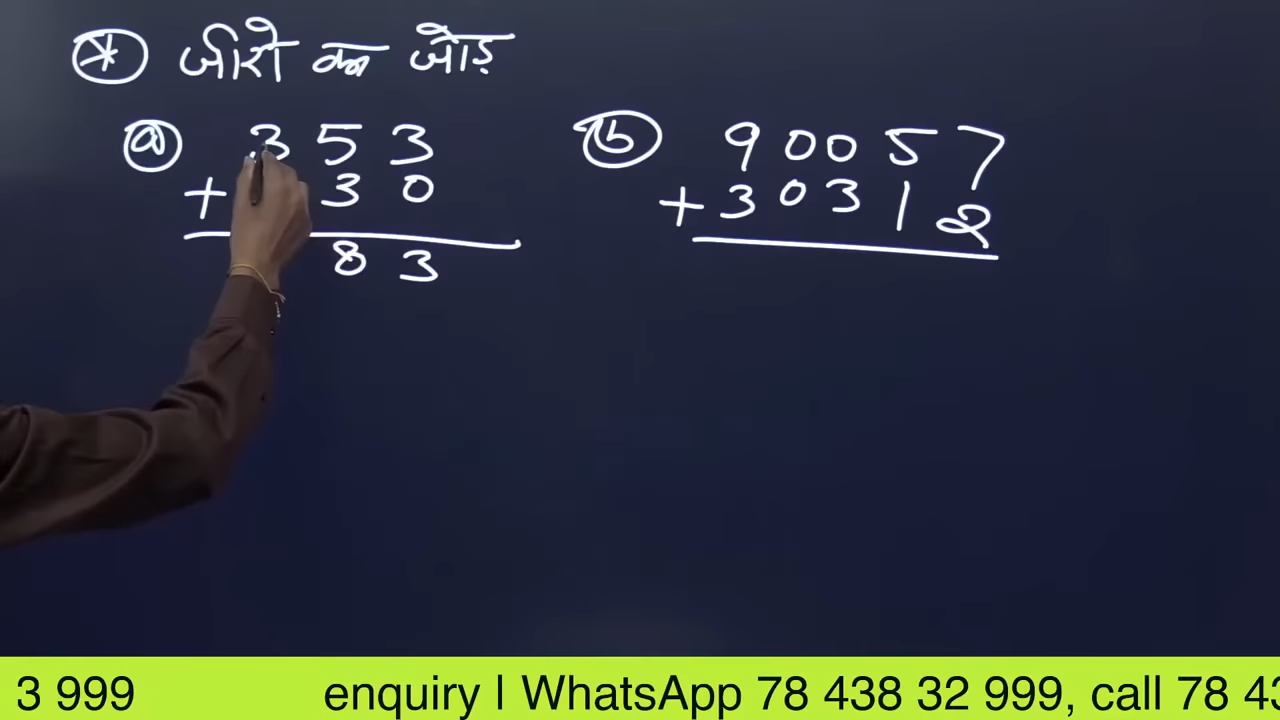 * जीरो का जोड़
a 353
+ 30
83
b 90057
+ 30312
3 999 enquiry | WhatsApp 78 438 32 999, call 78 43